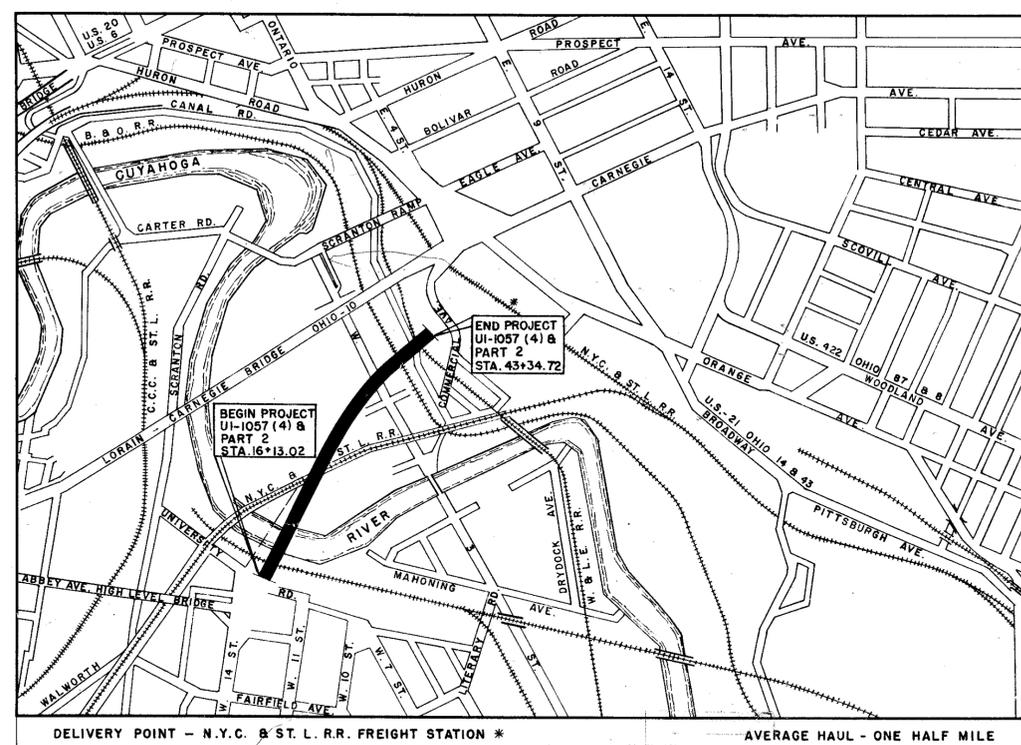 U.S. 20
U.S. 6
ONTARIO
ROAD
E. 14 ST.
PROSPECT AVE.
PROSPECT AVE.
HURON ROAD
HURON ROAD
BRIDGE
CANAL RD.
E. 9 ST.
AVE.
E. 4 ST.
BOLIVAR
B. & O. R.R.
CEDAR AVE.
EAGLE AVE.
CARNEGIE
CUYAHOGA
CENTRAL AVE.
CARTER RD.
SCRANTON RAMP
SCOVILL AVE.
C.C.C. & ST. L. R.R.
SCRANTON RD.
OHIO-10
LORAIN - CARNEGIE BRIDGE
W. 3 ST.
COMMERCIAL AVE.
*
END PROJECT
UI-1057 (4) &
PART 2
STA. 43+34.72
N.Y.C. & ST. L. R.R.
U.S. 422 OHIO 87 & 8
WOODLAND AVE.
ORANGE AVE.
U.S.-21 OHIO 14 & 43
BROADWAY
BEGIN PROJECT
UI-1057 (4) &
PART 2
STA. 16+13.02
N.Y.C. & ST. L. R.R.
RIVER
PITTSBURGH AVE.
UNIVERSITY RD.
DRYDOCK AVE.
W. & L.E. R.R.
MAHONING AVE.
ABBEY AVE. HIGH LEVEL BRIDGE
LITERARY RD.
WALWORTH
W. 14 ST.
W. 11 ST.
W. 10 ST.
W. 7 ST.
FAIRFIELD AVE.
DELIVERY POINT - N.Y.C. & ST. L. R.R. FREIGHT STATION *
AVERAGE HAUL - ONE HALF MILE